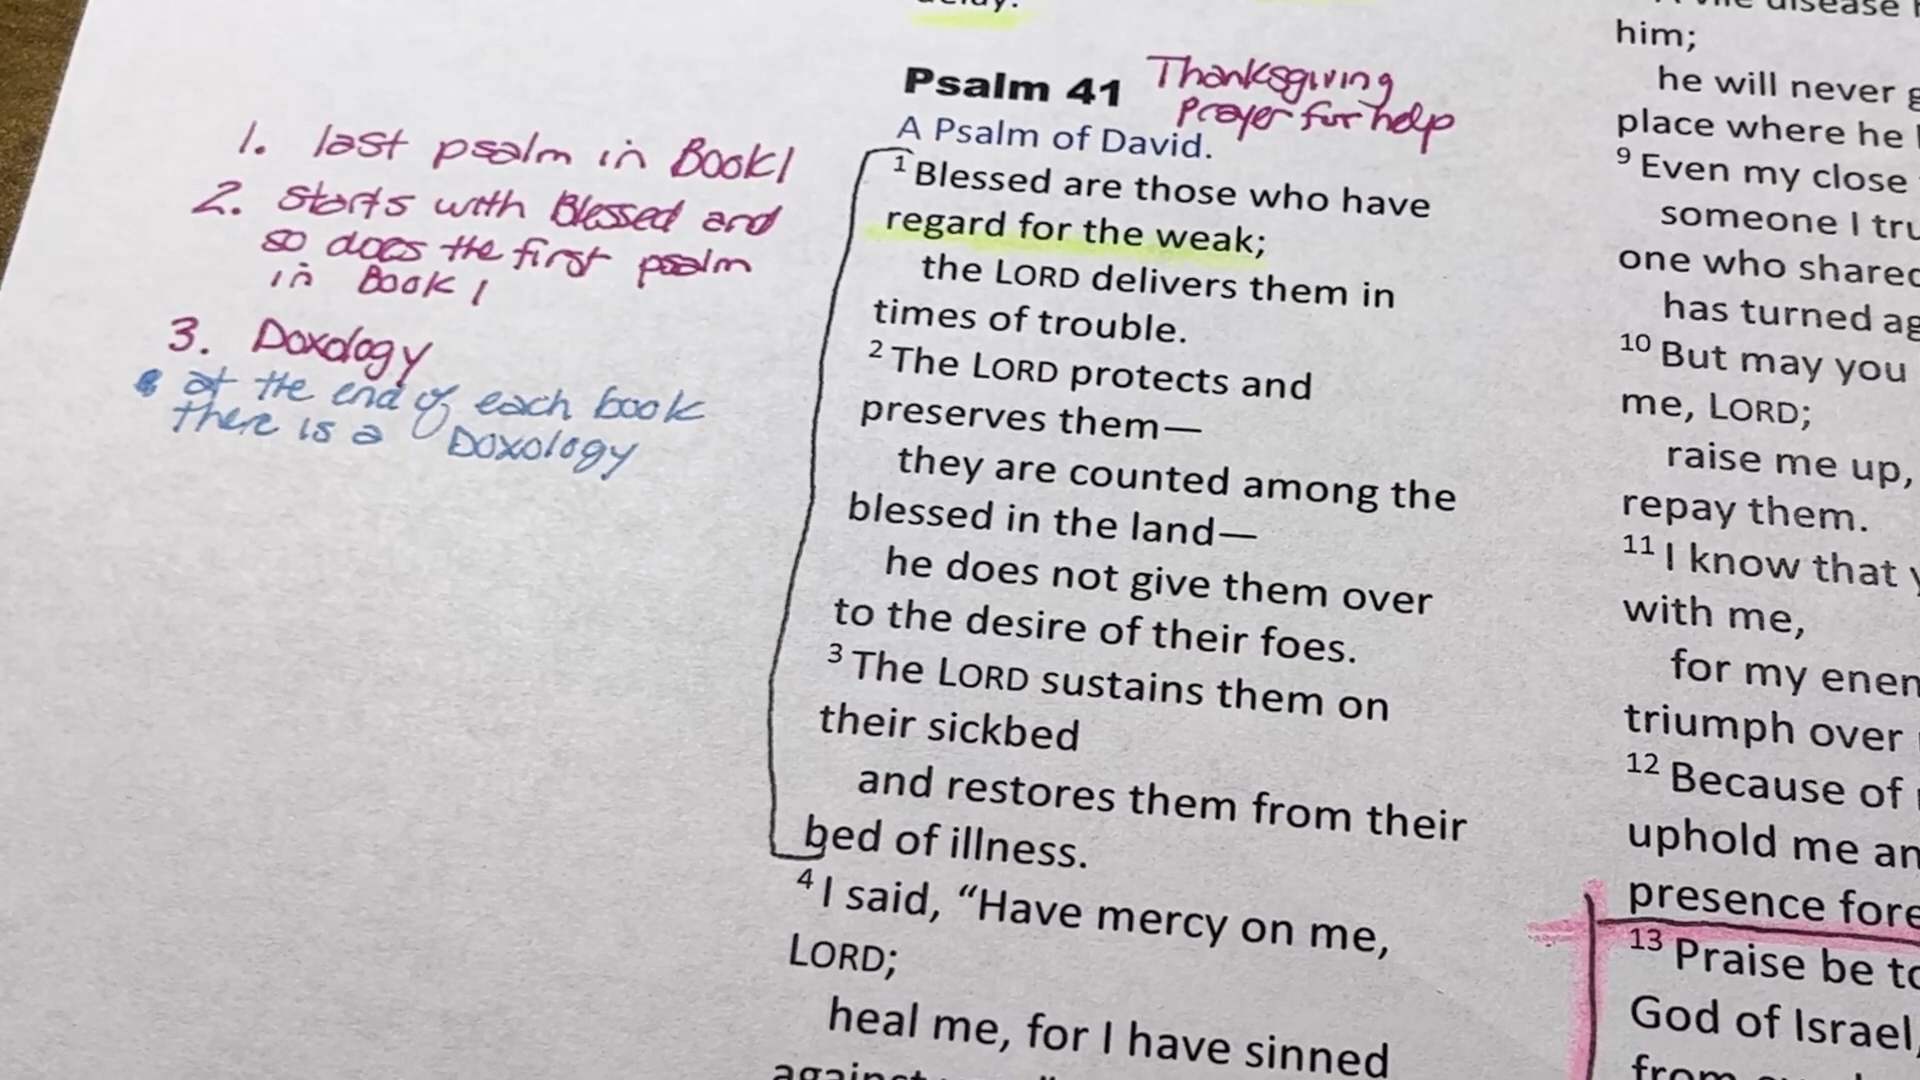 delay.
Psalm 41
Thanksgiving
Prayer for help
A Psalm of David.
1. last psalm in Book 1
2. starts with Blessed and
so does the first psalm
in Book 1
3. Doxology
at the end of each book
there is a Doxology
1 Blessed are those who have
regard for the weak;
the LORD delivers them in
times of trouble.
2 The LORD protects and
preserves them—
they are counted among the
blessed in the land—
he does not give them over
to the desire of their foes.
3 The LORD sustains them on
their sickbed
and restores them from their
bed of illness.
4 I said, “Have mercy on me,
LORD;
heal me, for I have sinned
against
disease
him;
he will never
place where he
9 Even my close
someone I
one who shared
has turned
10 But may you
me, LORD;
raise me up,
repay them.
11 I know that
with me,
for my
triumph over
12 Because of
uphold me
presence
13 Praise be
God of Israel,
from